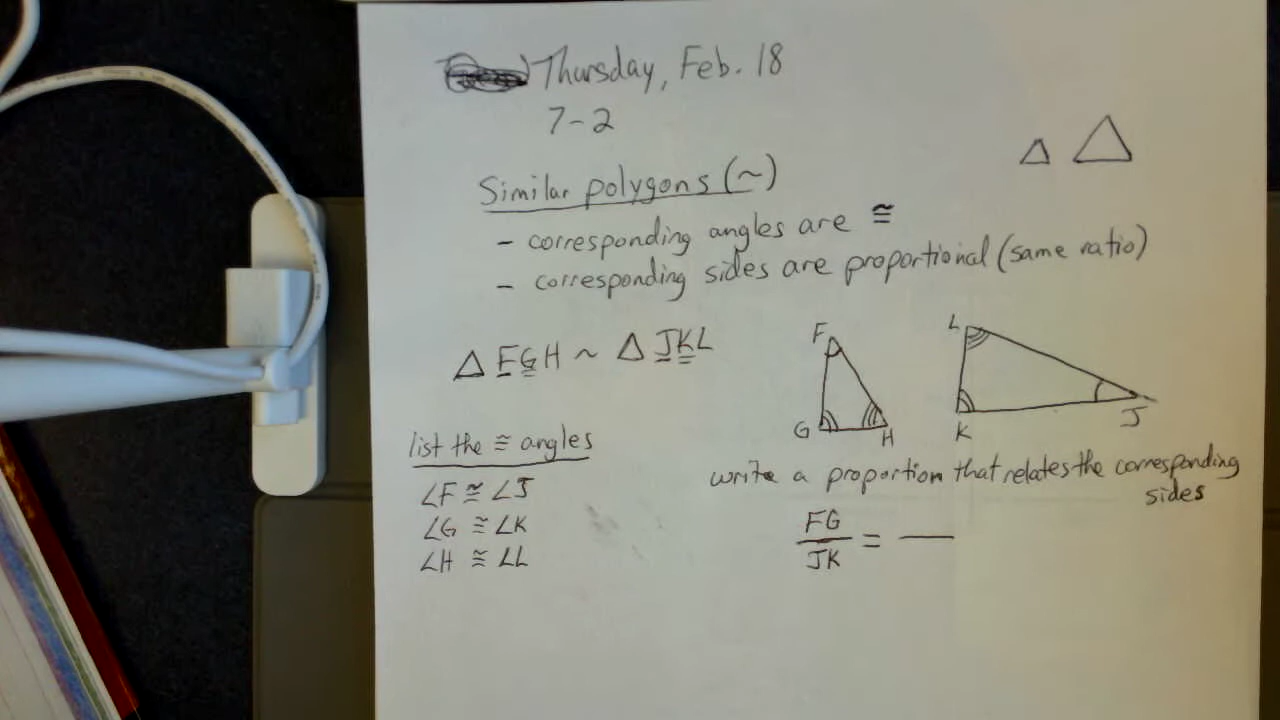 Thursday, Feb. 18
7-2
Similar polygons (~)
- corresponding angles are ≅
- corresponding sides are proportional (same ratio)
△ FGH ~ △ JKL
F
G
H
L
K
J
list the ≅ angles
∠F ≅ ∠J
∠G ≅ ∠K
∠H ≅ ∠L
write a proportion that relates the corresponding
sides
FG
JK
= —